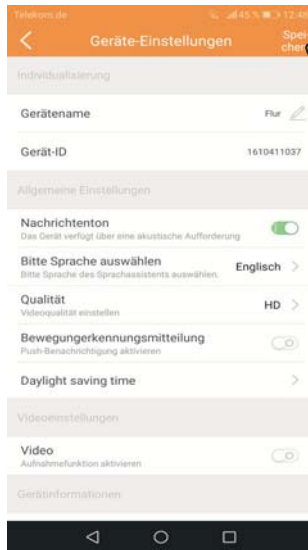 Telekom.de 45 % 12:48
Geräte-Einstellungen
Spei-
cher
Individualisierung
Gerätename Flur
Gerät-ID 1610411037
Allgemeine Einstellungen
Nachrichtenton
Das Gerät verfügt über eine akustische Aufforderung
Bitte Sprache auswählen Englisch
Bitte Sprache des Sprachassistents auswählen.
Qualität HD
Videoqualität einstellen
Bewegungerkennungsmitteilung
Push-Benachrichtigung aktivieren
Daylight saving time
Videoeinstellungen
Video
Aufnahmefunktion aktivieren
Gerätinformationen